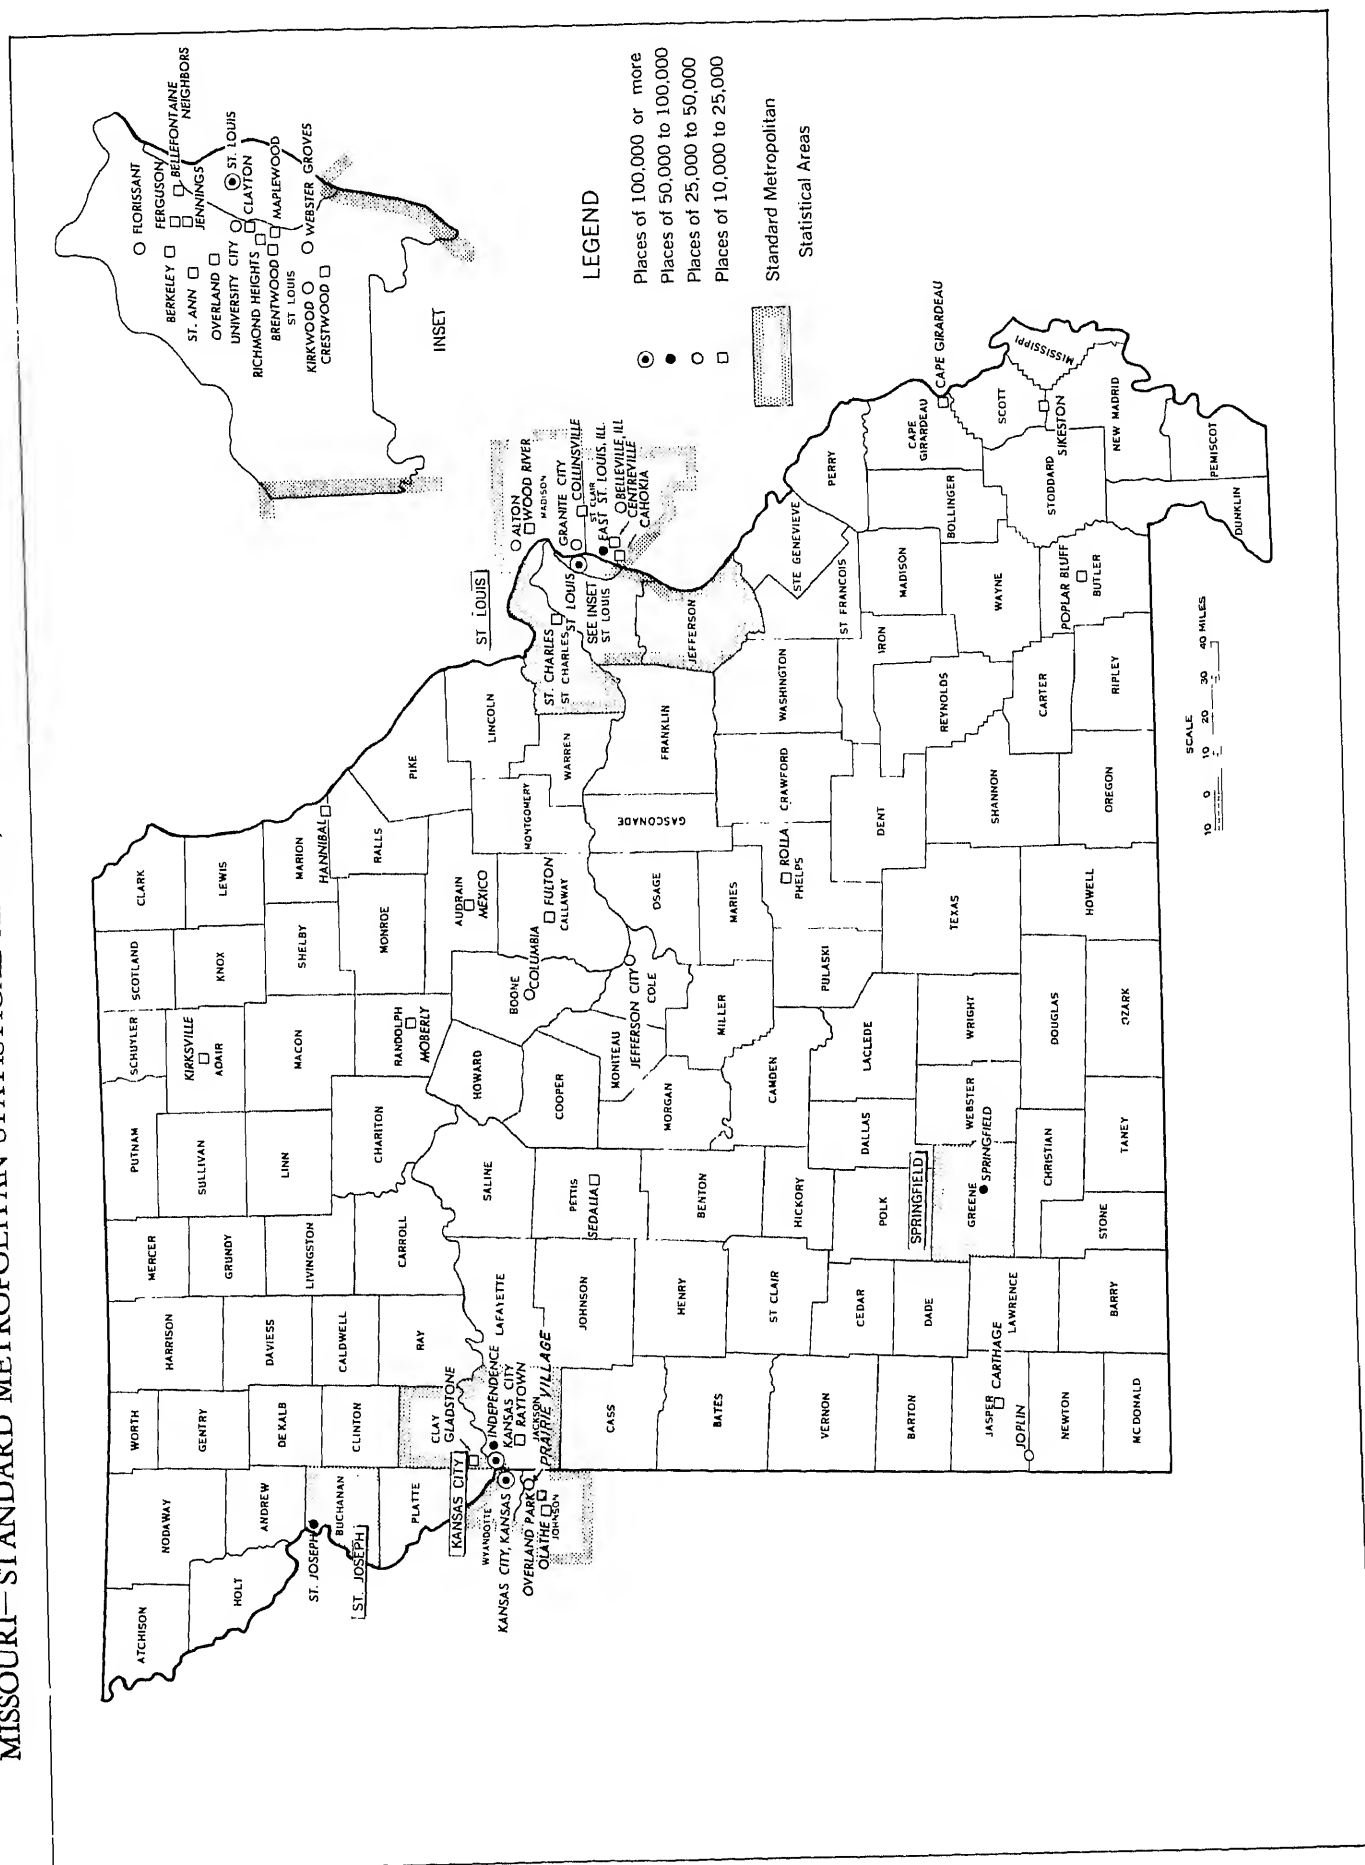 MISSOURI—STANDARD METROPOLITAN STATISTICAL
FLORISSANT
FERGUSON
BELLEFONTAINE
NEIGHBORS
JENNINGS
BERKELEY
ST. ANN
OVERLAND
UNIVERSITY CITY
ST. LOUIS
CLAYTON
RICHMOND HEIGHTS
BRENTWOOD
MAPLEWOOD
ST LOUIS
KIRKWOOD
WEBSTER GROVES
CRESTWOOD
INSET
LEGEND
Places of 100,000 or more
Places of 50,000 to 100,000
Places of 25,000 to 50,000
Places of 10,000 to 25,000
Standard Metropolitan
Statistical Areas
ATCHISON
NODAWAY
WORTH
HARRISON
MERCER
PUTNAM
SCHUYLER
SCOTLAND
CLARK
HOLT
ANDREW
GENTRY
DE KALB
DAVIESS
GRUNDY
SULLIVAN
KIRKSVILLE
ADAIR
KNOX
LEWIS
ST. JOSEPH
ST. JOSEPH
BUCHANAN
CLINTON
CALDWELL
LIVINGSTON
LINN
MACON
SHELBY
MARION
HANNIBAL
PLATTE
CLAY
GLADSTONE
RAY
CARROLL
CHARITON
RANDOLPH
MOBERLY
MONROE
RALLS
PIKE
KANSAS CITY
WYANDOTTE
KANSAS CITY, KANSAS
OVERLAND PARK
OLATHE
JOHNSON
PRAIRIE VILLAGE
INDEPENDENCE
KANSAS CITY
RAYTOWN
JACKSON
LAFAYETTE
SALINE
HOWARD
BOONE
COLUMBIA
AUDRAIN
MEXICO
FULTON
CALLAWAY
MONTGOMERY
LINCOLN
WARREN
ST. CHARLES
ST CHARLES
ST LOUIS
ST. LOUIS
SEE INSET
ST LOUIS
ALTON
WOOD RIVER
MADISON
GRANITE CITY
COLLINSVILLE
ST CLAIR
EAST ST. LOUIS, ILL.
BELLEVILLE, ILL
CENTREVILLE
CAHOKIA
CASS
JOHNSON
PETTIS
SEDALIA
COOPER
MONITEAU
JEFFERSON CITY
COLE
OSAGE
GASCONADE
FRANKLIN
JEFFERSON
BATES
HENRY
BENTON
MORGAN
MILLER
MARIES
CRAWFORD
WASHINGTON
STE GENEVIEVE
ST FRANCOIS
PERRY
VERNON
ST CLAIR
HICKORY
CAMDEN
PULASKI
ROLLA
PHELPS
DENT
IRON
MADISON
BOLLINGER
CAPE
GIRARDEAU
CAPE GIRARDEAU
BARTON
CEDAR
DADE
POLK
DALLAS
LACLEDE
TEXAS
REYNOLDS
WAYNE
STODDARD
SCOTT
SIKESTON
MISSISSIPPI
JASPER
CARTHAGE
JOPLIN
LAWRENCE
SPRINGFIELD
GREENE
SPRINGFIELD
WEBSTER
WRIGHT
SHANNON
CARTER
POPLAR BLUFF
BUTLER
NEW MADRID
NEWTON
MCDONALD
BARRY
STONE
CHRISTIAN
TANEY
DOUGLAS
OZARK
HOWELL
OREGON
RIPLEY
DUNKLIN
PEMISCOT
SCALE
10 0 10 20 30 40 MILES